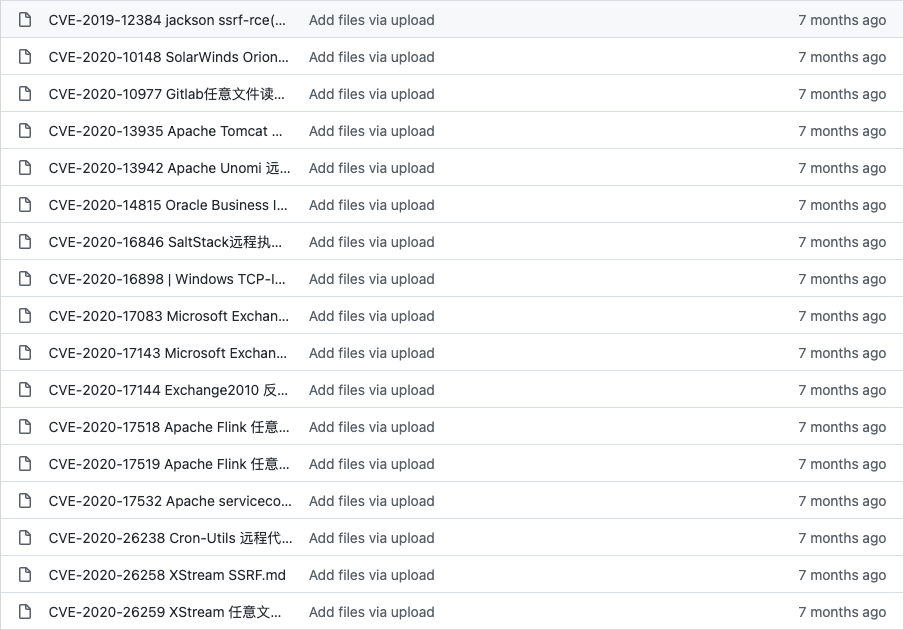 CVE-2019-12384 jackson ssrf-rce(... Add files via upload 7 months ago
CVE-2020-10148 SolarWinds Orion... Add files via upload 7 months ago
CVE-2020-10977 Gitlab任意文件读... Add files via upload 7 months ago
CVE-2020-13935 Apache Tomcat ... Add files via upload 7 months ago
CVE-2020-13942 Apache Unomi 远... Add files via upload 7 months ago
CVE-2020-14815 Oracle Business I... Add files via upload 7 months ago
CVE-2020-16846 SaltStack远程执... Add files via upload 7 months ago
CVE-2020-16898 | Windows TCP-I... Add files via upload 7 months ago
CVE-2020-17083 Microsoft Exchan... Add files via upload 7 months ago
CVE-2020-17143 Microsoft Exchan... Add files via upload 7 months ago
CVE-2020-17144 Exchange2010 反... Add files via upload 7 months ago
CVE-2020-17518 Apache Flink 任意... Add files via upload 7 months ago
CVE-2020-17519 Apache Flink 任意... Add files via upload 7 months ago
CVE-2020-17532 Apache serviceco... Add files via upload 7 months ago
CVE-2020-26238 Cron-Utils 远程代... Add files via upload 7 months ago
CVE-2020-26258 XStream SSRF.md Add files via upload 7 months ago
CVE-2020-26259 XStream 任意文... Add files via upload 7 months ago